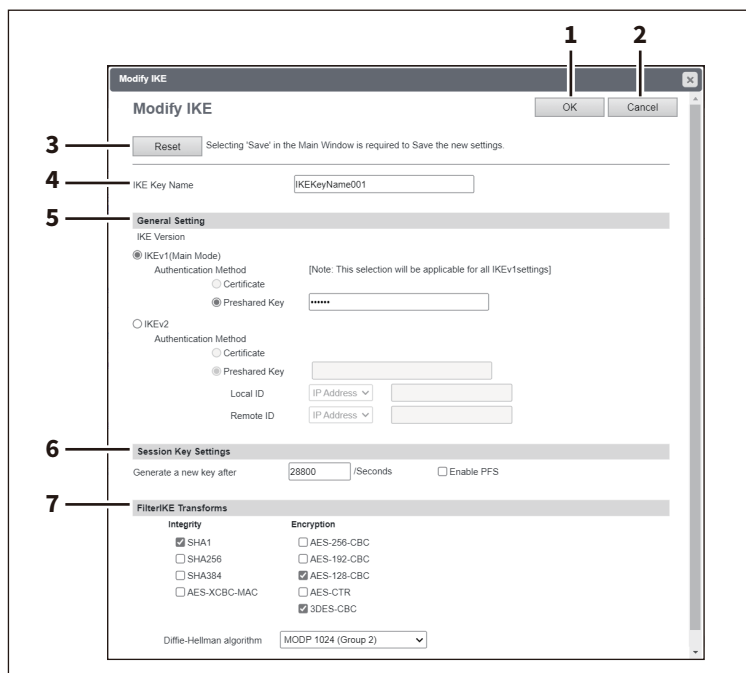 1 2
Modify IKE
Modify IKE OK Cancel
3 Reset Selecting 'Save' in the Main Window is required to Save the new settings.
4 IKE Key Name IKEKeyName001
5 General Setting
IKE Version
IKEv1(Main Mode)
Authentication Method [Note: This selection will be applicable for all IKEv1settings]
Certificate
Preshared Key ••••••
IKEv2
Authentication Method
Certificate
Preshared Key
Local ID IP Address
Remote ID IP Address
6 Session Key Settings
Generate a new key after 28800 /Seconds Enable PFS
7 FilterIKE Transforms
Integrity Encryption
SHA1 AES-256-CBC
SHA256 AES-192-CBC
SHA384 AES-128-CBC
AES-XCBC-MAC AES-CTR
3DES-CBC
Diffie-Hellman algorithm MODP 1024 (Group 2)